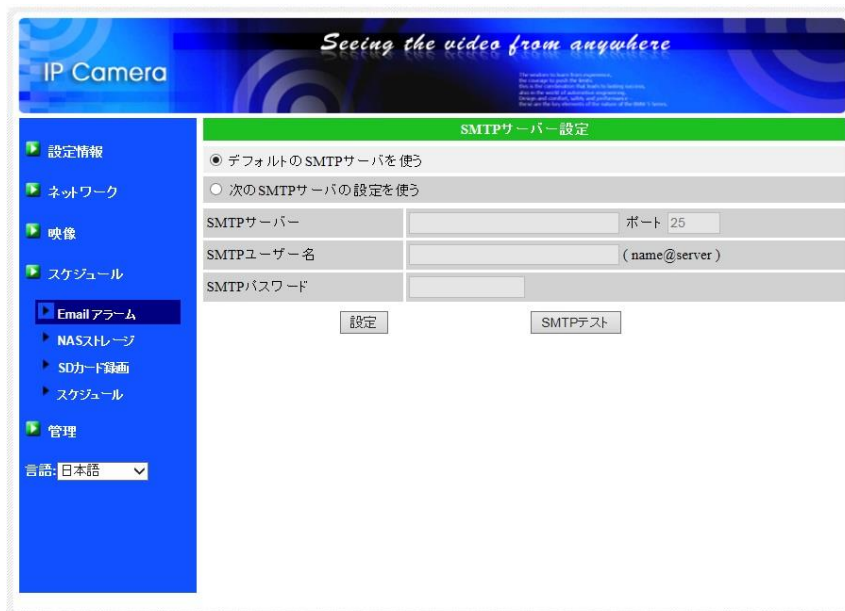 Seeing the video from anywhere
IP Camera
SMTPサーバー設定
設定情報
ネットワーク
映像
スケジュール
Email アラーム
NASストレージ
SDカード録画
スケジュール
管理
言語: 日本語
デフォルトのSMTPサーバを使う
次のSMTPサーバの設定を使う
SMTPサーバー ポート 25
SMTPユーザー名 ( name@server )
SMTPパスワード
設定 SMTPテスト